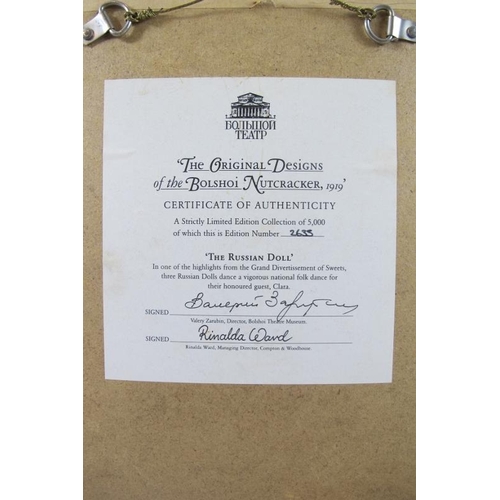 БОЛЬШОЙ
ТЕАТР
'The Original Designs
of the Bolshoi Nutcracker, 1919'
CERTIFICATE OF AUTHENTICITY
A Strictly Limited Edition Collection of 5,000
of which this is Edition Number 2633
'The Russian Doll'
In one of the highlights from the Grand Divertissement of Sweets,
three Russian Dolls dance a vigorous national folk dance for
their honoured guest, Clara.
SIGNED
Valery Zarubin, Director, Bolshoi Theatre Museum.
SIGNED Rinalda Ward
Rinalda Ward, Managing Director, Compton & Woodhouse